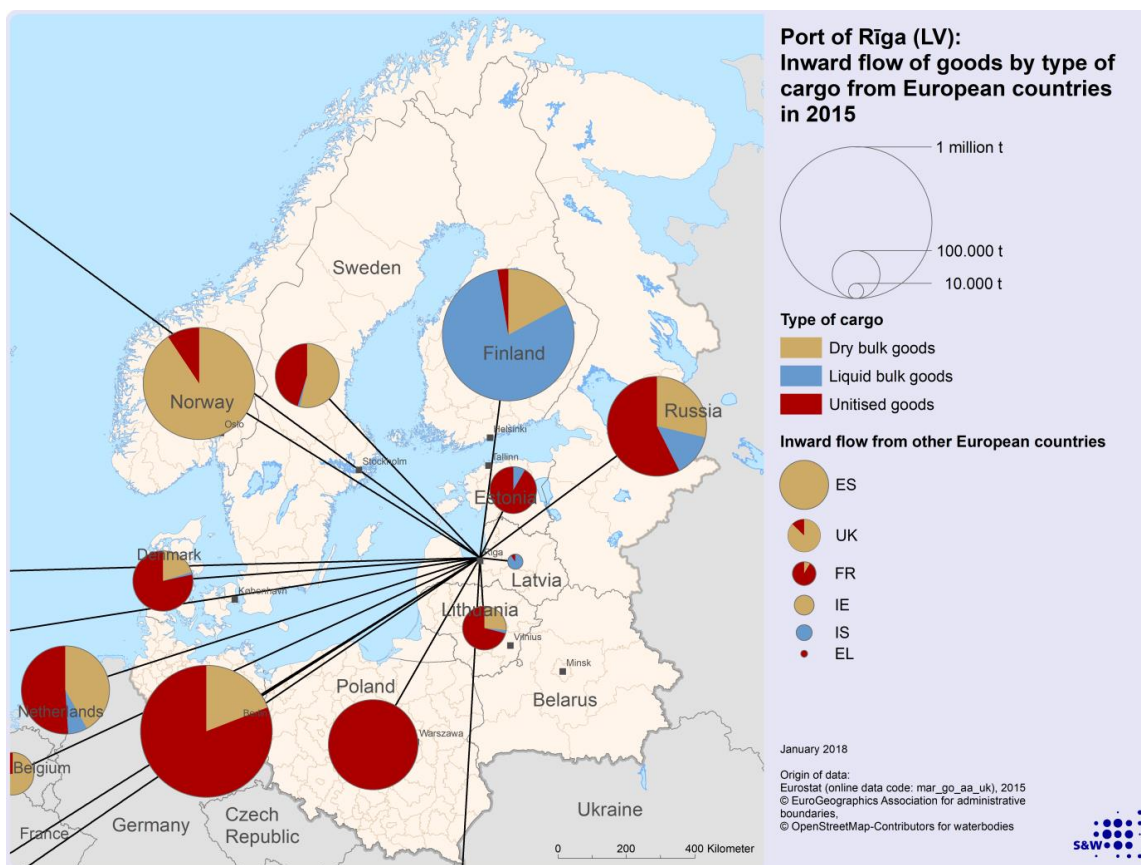 Port of Rīga (LV):
Inward flow of goods by type of
cargo from European countries
in 2015
1 million t
100.000 t
10.000 t
Type of cargo
Dry bulk goods
Liquid bulk goods
Unitised goods
Inward flow from other European countries
ES
UK
FR
IE
IS
EL
January 2018
Origin of data:
Eurostat (online data code: mar_go_aa_uk), 2015
© EuroGeographics Association for administrative
boundaries,
© OpenStreetMap-Contributors for waterbodies
S&W
Sweden
Finland
Norway
Oslo
Russia
Helsinki
Stockholm
Tallinn
Estonia
Denmark
Rīga
Latvia
København
Lithuania
Vilnius
Minsk
Poland
Belarus
Netherlands
Berlin
Warszawa
Belgium
Ukraine
Germany
Czech
Republic
France
0 200 400 Kilometer